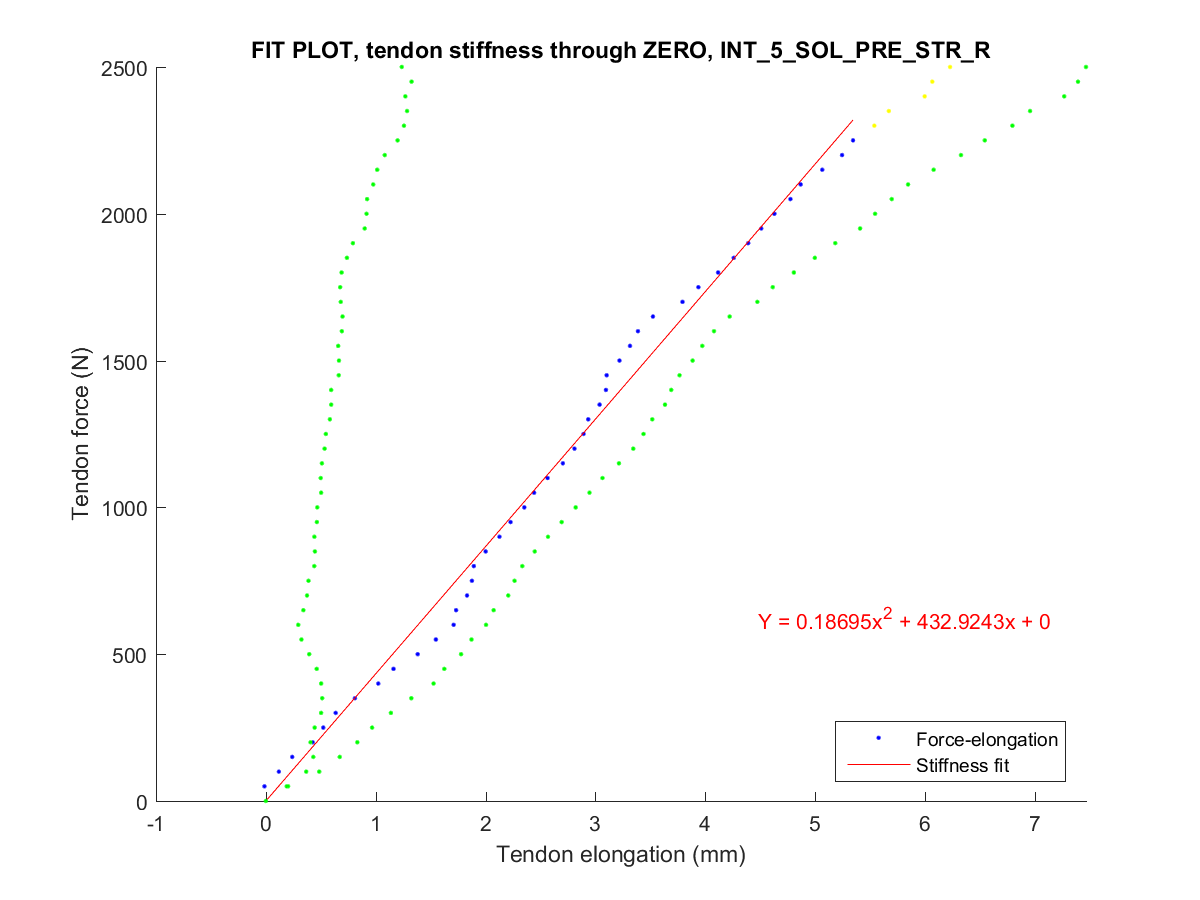 FIT PLOT, tendon stiffness through ZERO, INT_5_SOL_PRE_STR_R
2500
2000
1500
1000
500
0
Tendon force (N)
Y = 0.18695x² + 432.9243x + 0
Force-elongation
Stiffness fit
-1 0 1 2 3 4 5 6 7
Tendon elongation (mm)